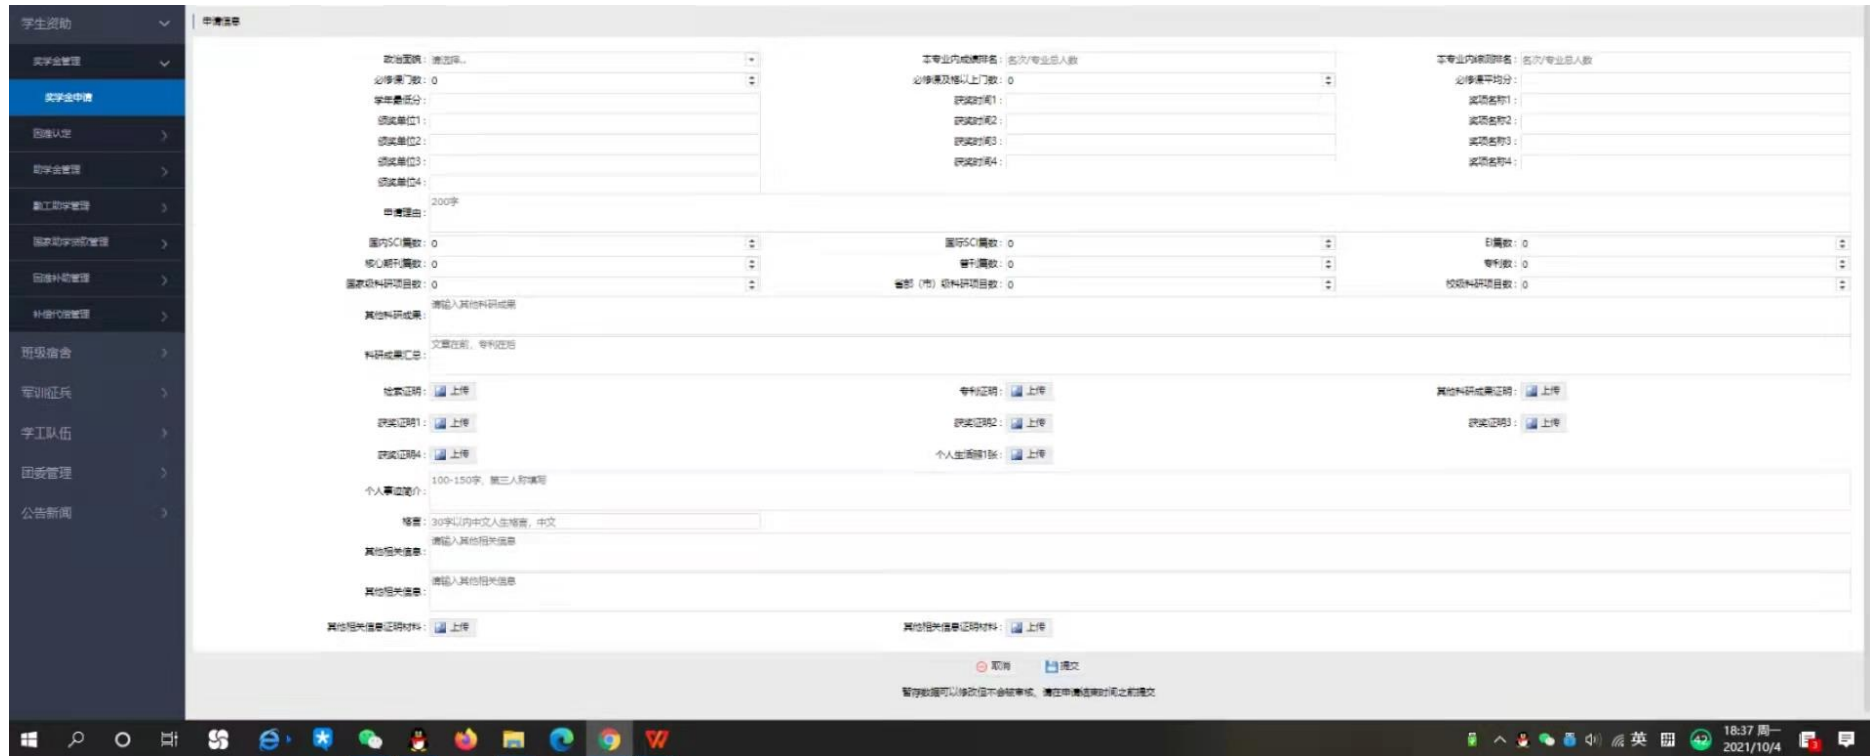 学生资助
申请信息
奖学金管理
奖学金申请
困难认定
助学金管理
勤工助学管理
国家助学贷款管理
困难补助管理
补偿代偿管理
班级宿舍
军训征兵
学工队伍
团委管理
公告新闻
政治面貌: 请选择... 本专业内成绩排名: 名次/专业总人数 本专业内综测排名: 名次/专业总人数
必修课门数: 0 必修课及格以上门数: 0 必修课平均分:
学年最低分: 获奖时间1: 奖项名称1:
颁奖单位1: 获奖时间2: 奖项名称2:
颁奖单位2: 获奖时间3: 奖项名称3:
颁奖单位3: 获奖时间4: 奖项名称4:
颁奖单位4:
申请理由: 200字
国内SCI篇数: 0 国际SCI篇数: 0 EI篇数: 0
核心期刊篇数: 0 普刊篇数: 0 专利数: 0
国家级科研项目数: 0 省部（市）级科研项目数: 0 校级科研项目数: 0
其他科研成果: 请输入其他科研成果
科研成果汇总: 文章在前，专利在后
检索证明: 上传 专利证明: 上传 其他科研成果证明: 上传
获奖证明1: 上传 获奖证明2: 上传 获奖证明3: 上传
获奖证明4: 上传 个人生活照1张: 上传
个人事迹简介: 100-150字，第三人称填写
格言: 30字以内中文人生格言，中文
其他相关信息: 请输入其他相关信息
其他相关信息: 请输入其他相关信息
其他相关信息证明材料: 上传 其他相关信息证明材料: 上传
取消 提交
暂存数据可以修改但不会被审核，请在申请结束时间之前提交
英 拼 42 18:37 周一
2021/10/4